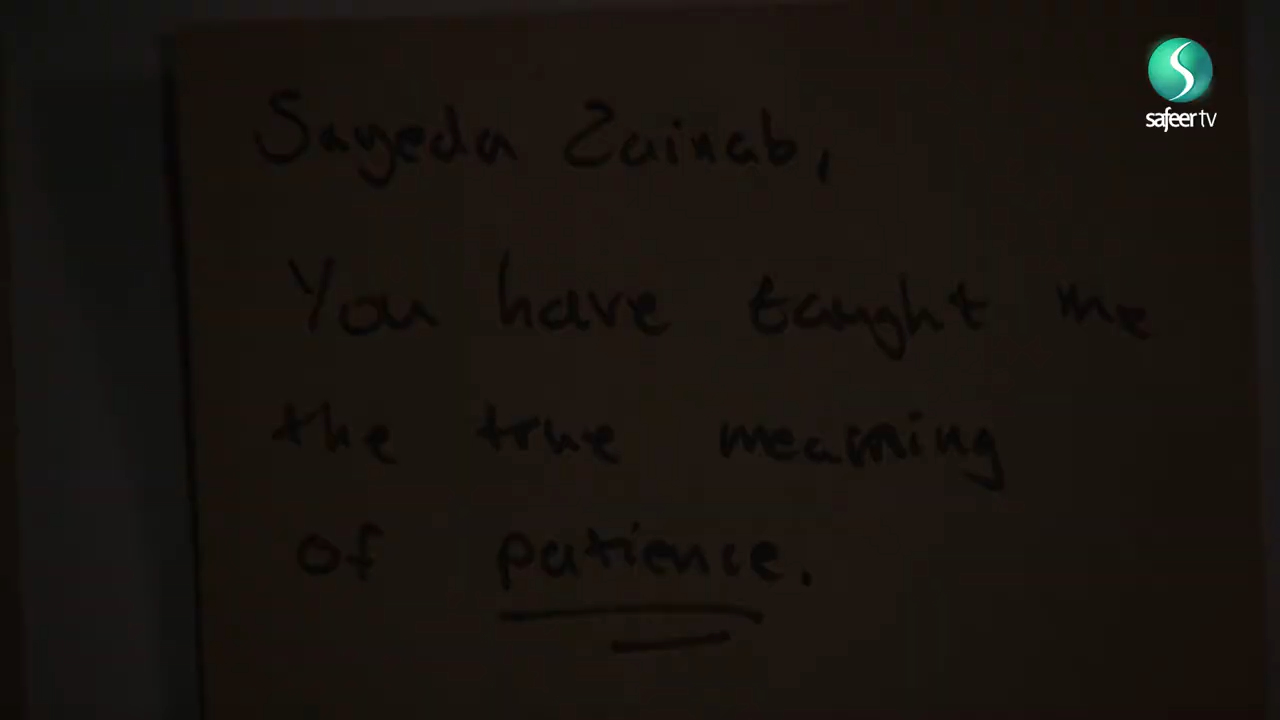 safeer tv
Sayeda Zainab,
You have taught me
the true meaning
of patience.